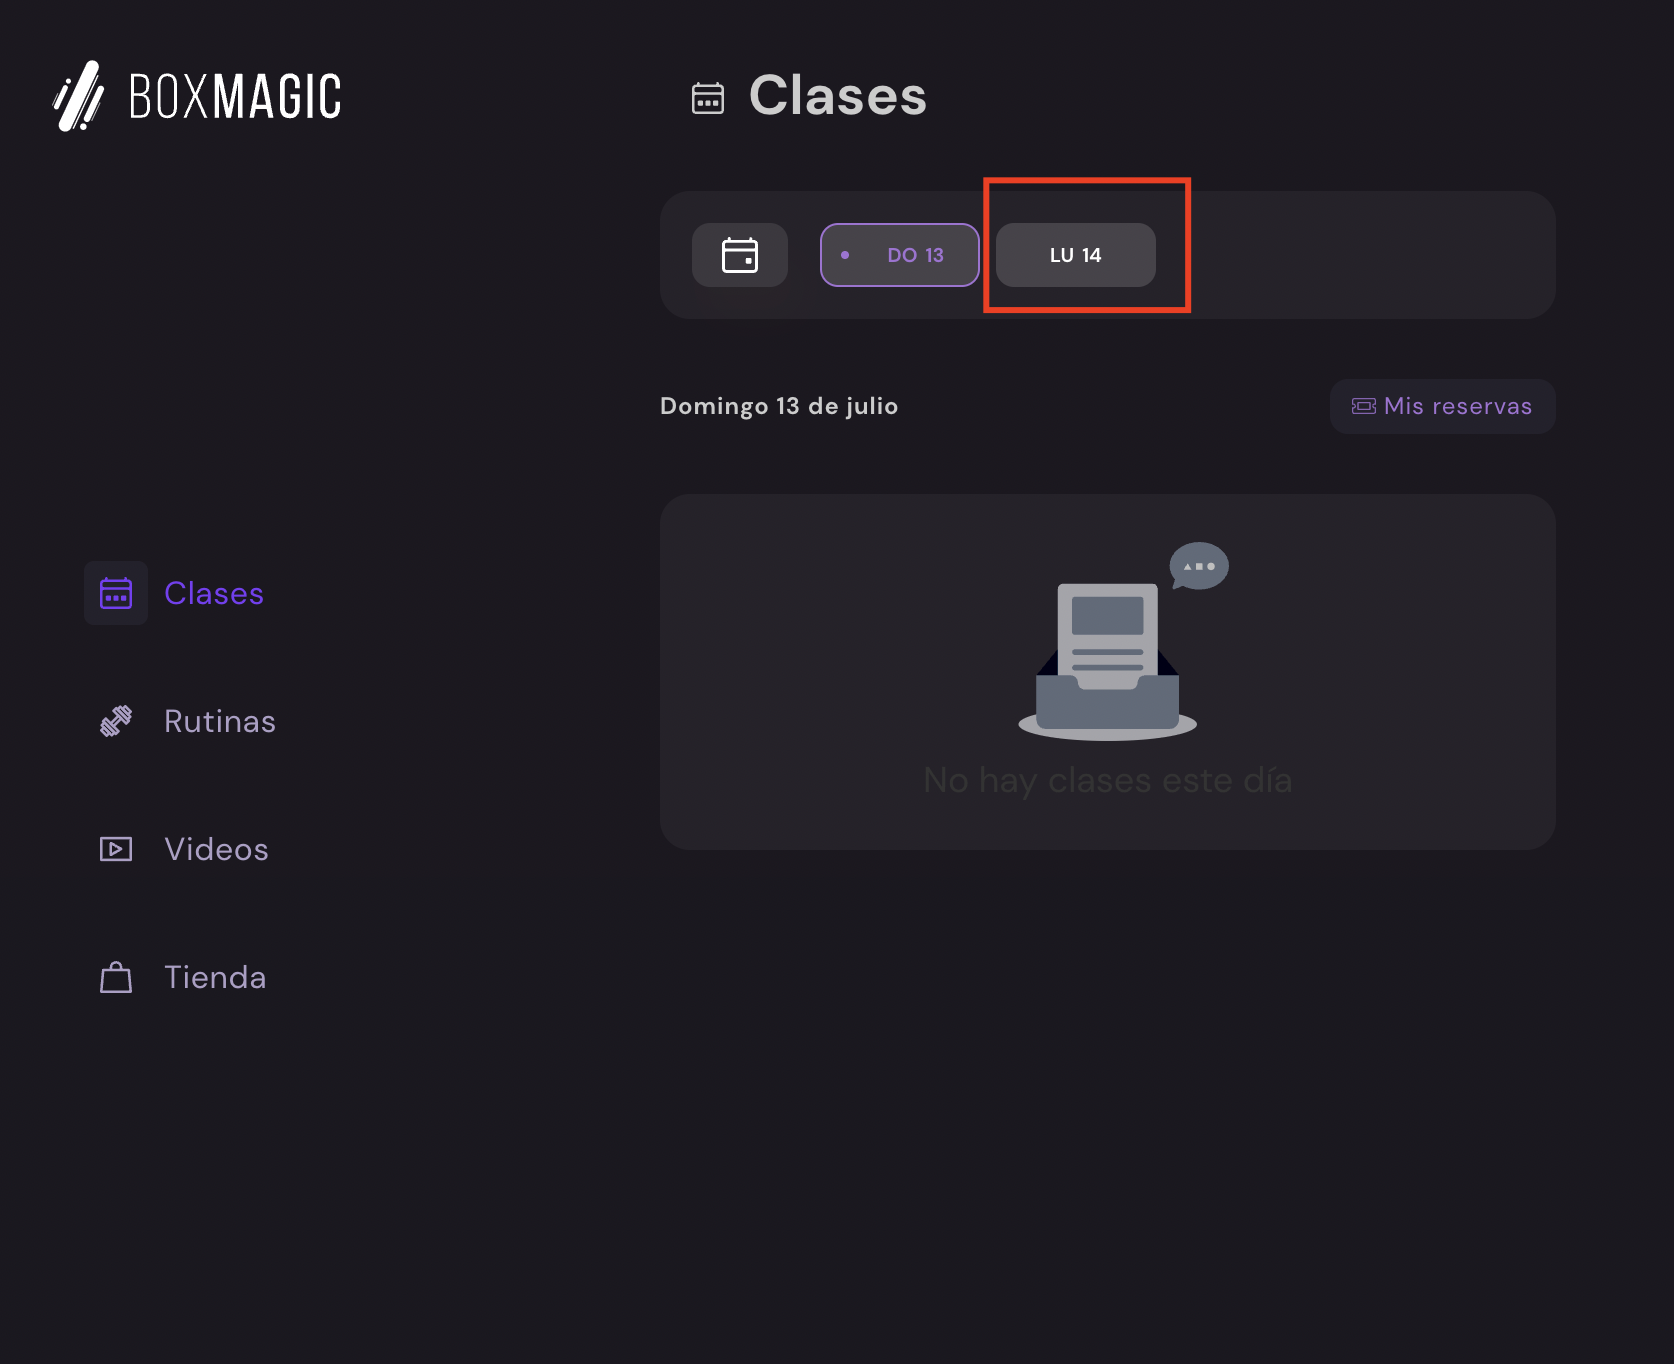 BOXMAGIC
Clases
DO 13
LU 14
Domingo 13 de julio
Mis reservas
Clases
Rutinas
Videos
Tienda
No hay clases este día